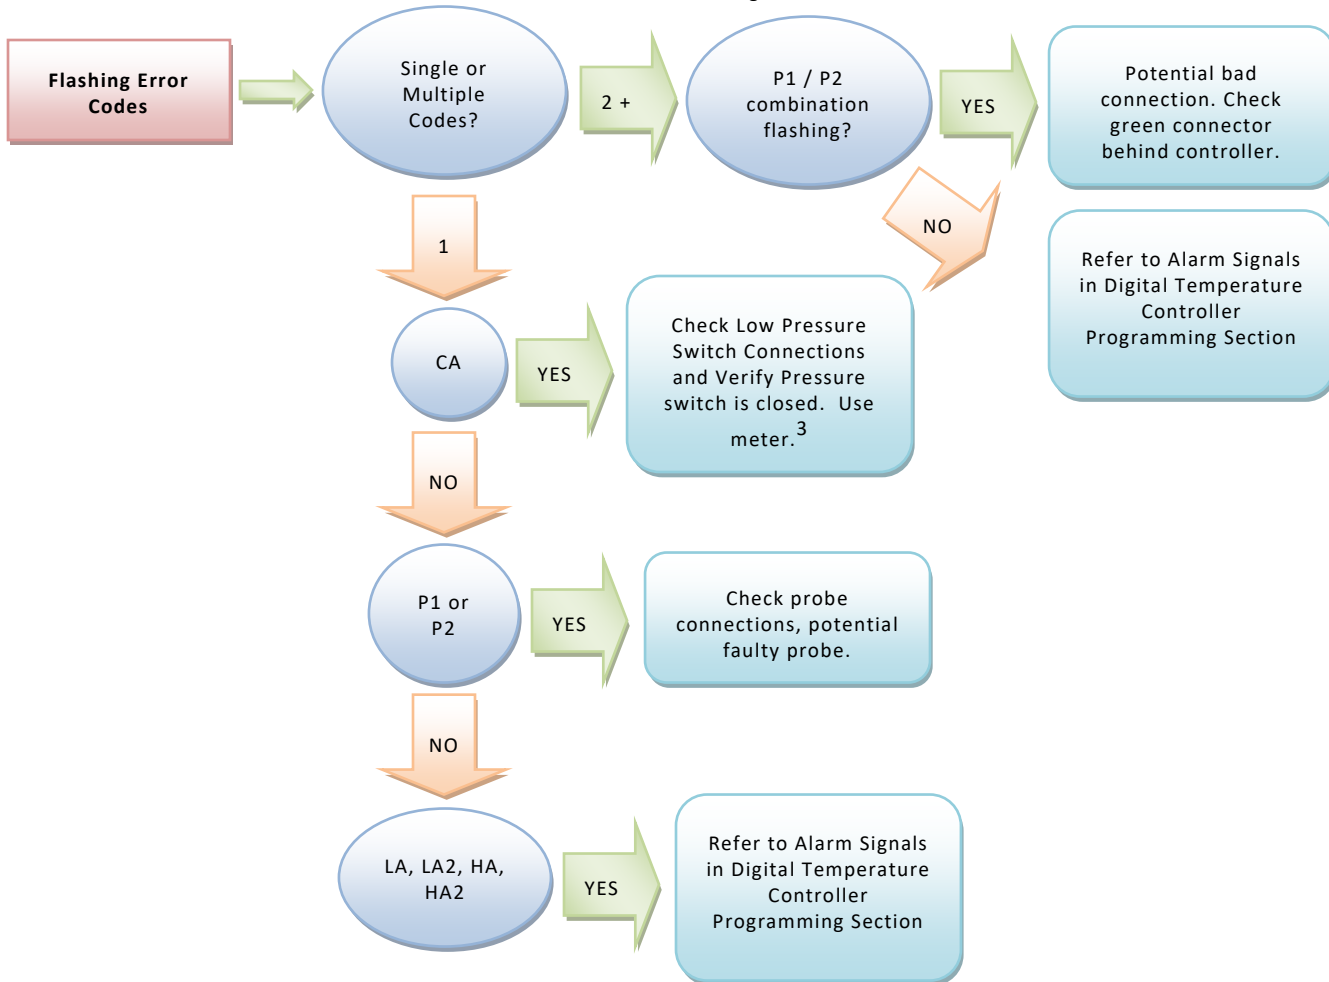 Flashing Error
Codes
Single or
Multiple
Codes?
2 +
P1 / P2
combination
flashing?
YES
Potential bad
connection. Check
green connector
behind controller.
NO
Refer to Alarm Signals
in Digital Temperature
Controller
Programming Section
1
CA
YES
Check Low Pressure
Switch Connections
and Verify Pressure
switch is closed. Use
meter.3
NO
P1 or
P2
YES
Check probe
connections, potential
faulty probe.
NO
LA, LA2, HA,
HA2
YES
Refer to Alarm Signals
in Digital Temperature
Controller
Programming Section